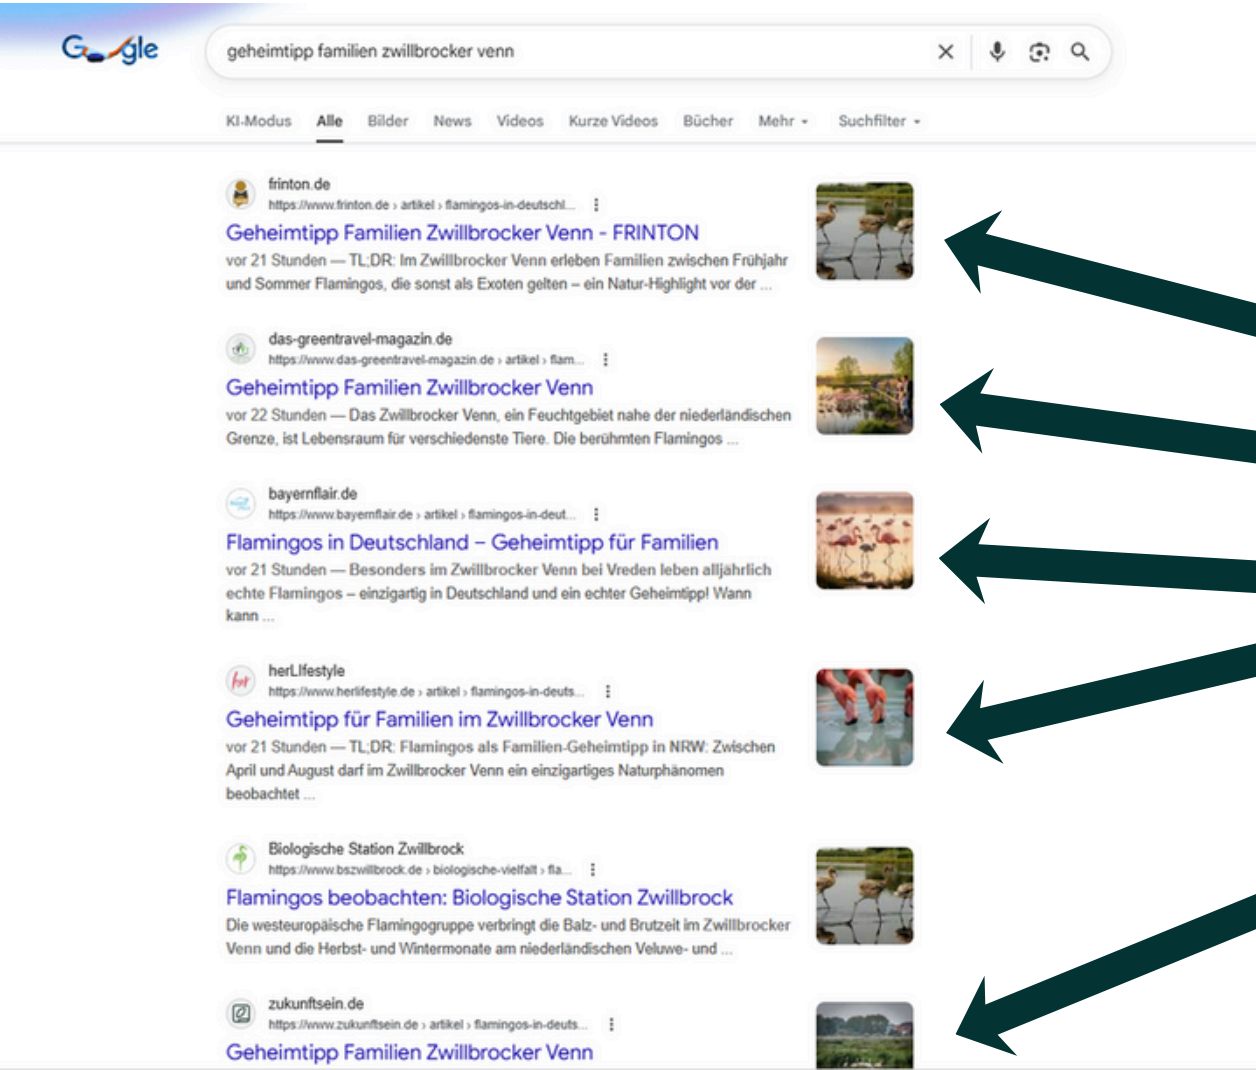 Google
geheimtipp familien zwillbrocker venn
KI-Modus Alle Bilder News Videos Kurze Videos Bücher Mehr Suchfilter
frinton.de
https://www.frinton.de › artikel › flamingos-in-deutschl...
Geheimtipp Familien Zwillbrocker Venn - FRINTON
vor 21 Stunden — TL;DR: Im Zwillbrocker Venn erleben Familien zwischen Frühjahr
und Sommer Flamingos, die sonst als Exoten gelten – ein Natur-Highlight vor der ...
das-greentravel-magazin.de
https://www.das-greentravel-magazin.de › artikel › flam...
Geheimtipp Familien Zwillbrocker Venn
vor 22 Stunden — Das Zwillbrocker Venn, ein Feuchtgebiet nahe der niederländischen
Grenze, ist Lebensraum für verschiedenste Tiere. Die berühmten Flamingos ...
bayernflair.de
https://www.bayernflair.de › artikel › flamingos-in-deut...
Flamingos in Deutschland – Geheimtipp für Familien
vor 21 Stunden — Besonders im Zwillbrocker Venn bei Vreden leben alljährlich
echte Flamingos – einzigartig in Deutschland und ein echter Geheimtipp! Wann
kann ...
her
herLIfestyle
https://www.herlifestyle.de › artikel › flamingos-in-deuts...
Geheimtipp für Familien im Zwillbrocker Venn
vor 21 Stunden — TL;DR: Flamingos als Familien-Geheimtipp in NRW: Zwischen
April und August darf im Zwillbrocker Venn ein einzigartiges Naturphänomen
beobachtet ...
Biologische Station Zwillbrock
https://www.bszwillbrock.de › biologische-vielfalt › fla...
Flamingos beobachten: Biologische Station Zwillbrock
Die westeuropäische Flamingogruppe verbringt die Balz- und Brutzeit im Zwillbrocker
Venn und die Herbst- und Wintermonate am niederländischen Veluwe- und ...
zukunftsein.de
https://www.zukunftsein.de › artikel › flamingos-in-deuts...
Geheimtipp Familien Zwillbrocker Venn